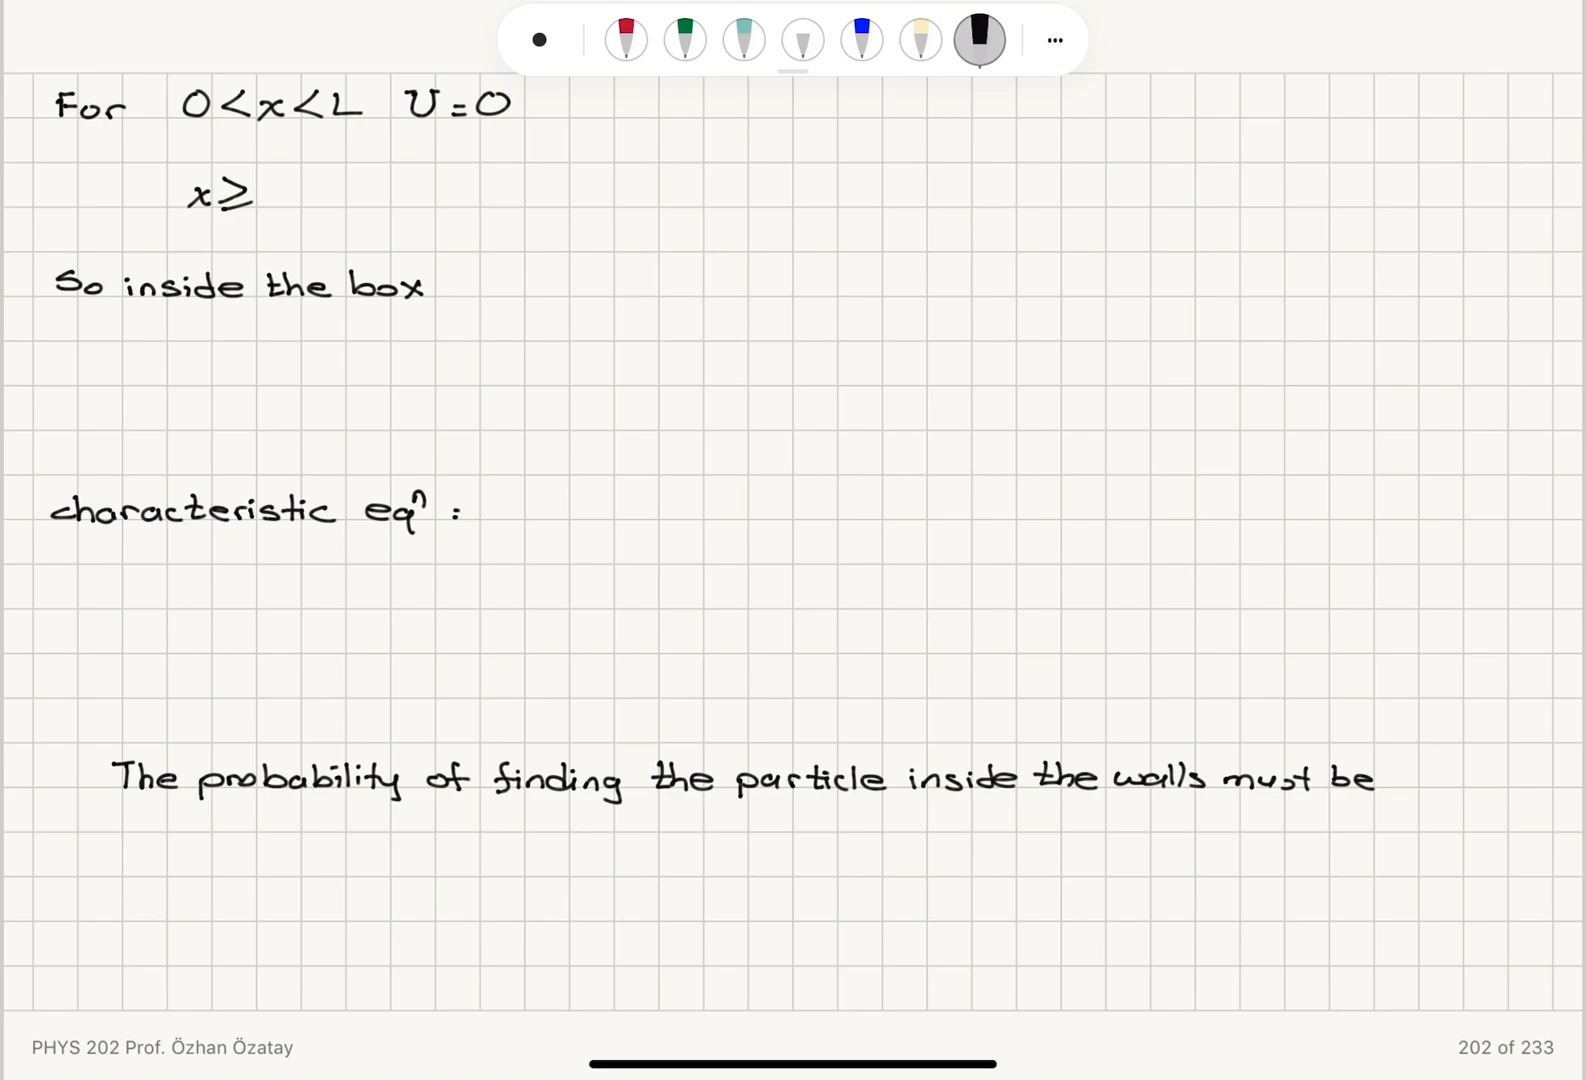 For 0<x<L U=0
x≥
So inside the box
characteristic eqⁿ :
The probability of finding the particle inside the walls must be
PHYS 202 Prof. Özhan Özatay
202 of 233